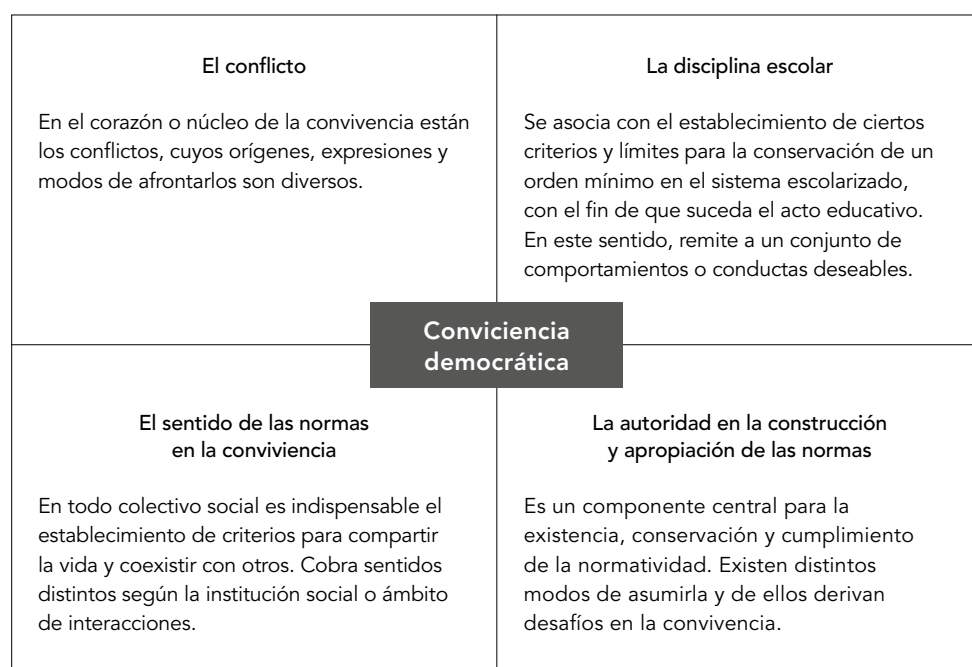 El conflicto
En el corazón o núcleo de la convivencia están
los conflictos, cuyos orígenes, expresiones y
modos de afrontarlos son diversos.
La disciplina escolar
Se asocia con el establecimiento de ciertos
criterios y límites para la conservación de un
orden mínimo en el sistema escolarizado,
con el fin de que suceda el acto educativo.
En este sentido, remite a un conjunto de
comportamientos o conductas deseables.
Conviciencia
democrática
El sentido de las normas
en la conviviencia
En todo colectivo social es indispensable el
establecimiento de criterios para compartir
la vida y coexistir con otros. Cobra sentidos
distintos según la institución social o ámbito
de interacciones.
La autoridad en la construcción
y apropiación de las normas
Es un componente central para la
existencia, conservación y cumplimiento
de la normatividad. Existen distintos
modos de asumirla y de ellos derivan
desafíos en la convivencia.